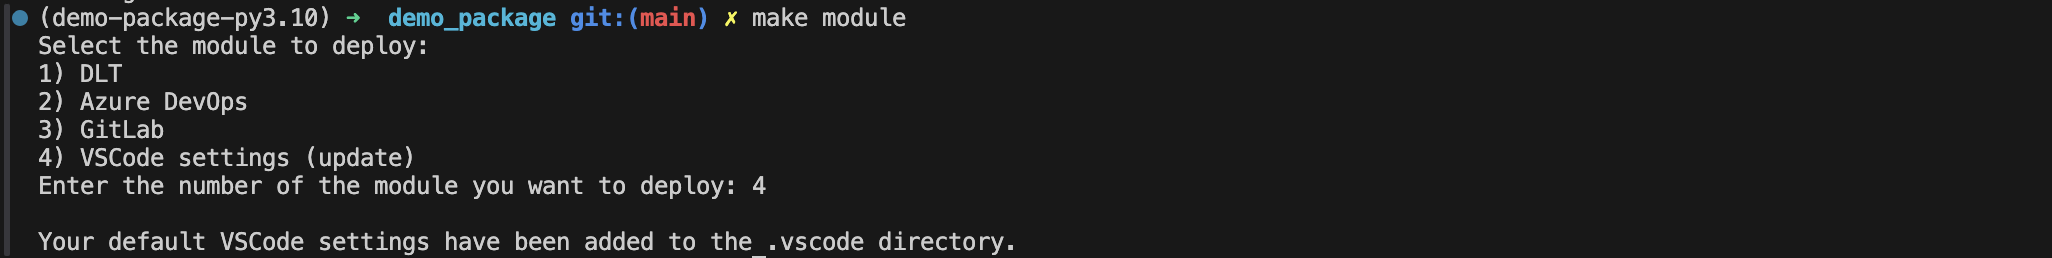 (demo-package-py3.10) ➜ demo_package git:(main) ✗ make module
Select the module to deploy:
1) DLT
2) Azure DevOps
3) GitLab
4) VSCode settings (update)
Enter the number of the module you want to deploy: 4
Your default VSCode settings have been added to the_.vscode directory.